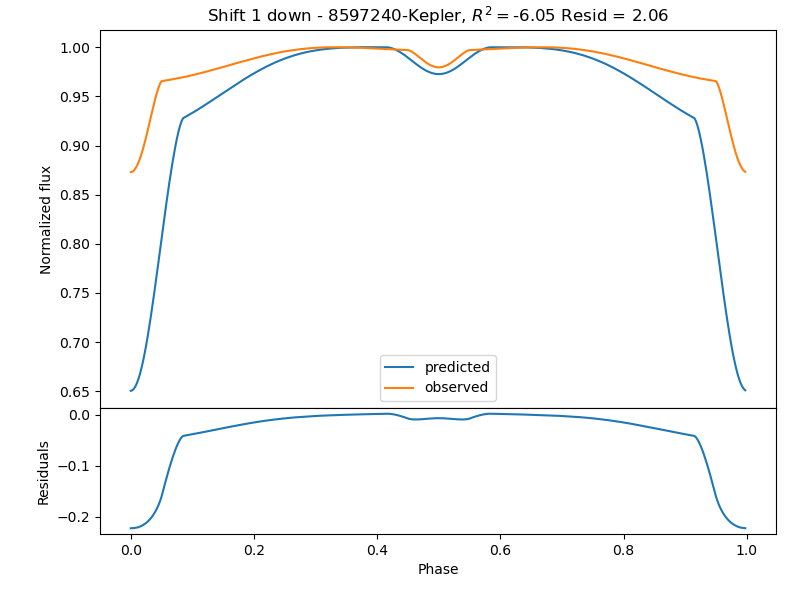 Shift 1 down - 8597240-Kepler, $R^2 = $-6.05 Resid = 2.06
Normalized flux
1.00
0.95
0.90
0.85
0.80
0.75
0.70
0.65
predicted
observed
Residuals
0.0
−0.1
−0.2
0.0
0.2
0.4
0.6
0.8
1.0
Phase